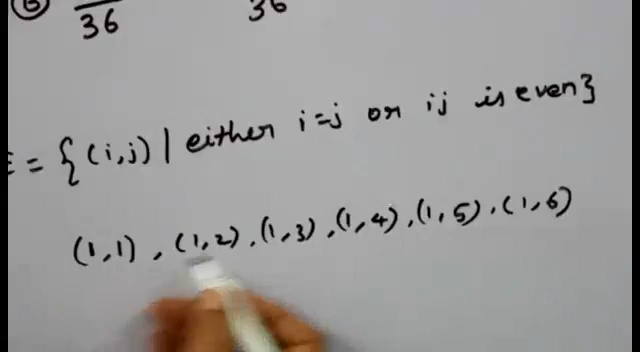 (B) 36 36
E = {(i,j) | either i=j or ij is even}
(1,1), (1,2), (1,3), (1,4), (1,5), (1,6)